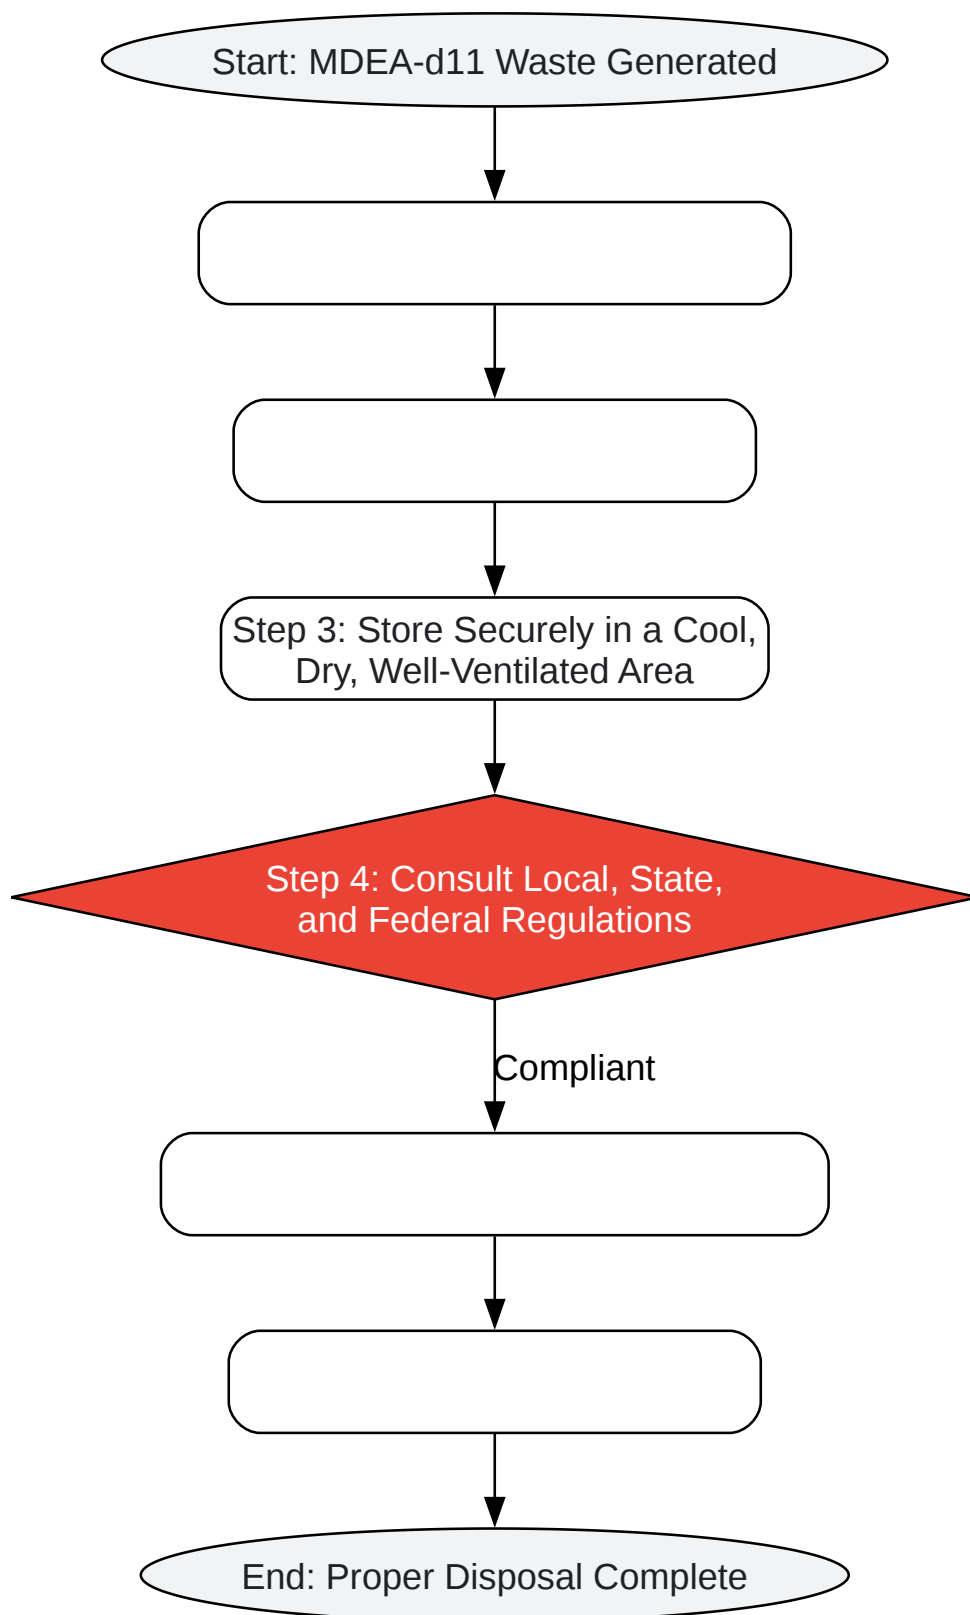 Start: MDEA-d11 Waste Generated
Step 3: Store Securely in a Cool,
Dry, Well-Ventilated Area
Step 4: Consult Local, State,
and Federal Regulations
Compliant
End: Proper Disposal Complete